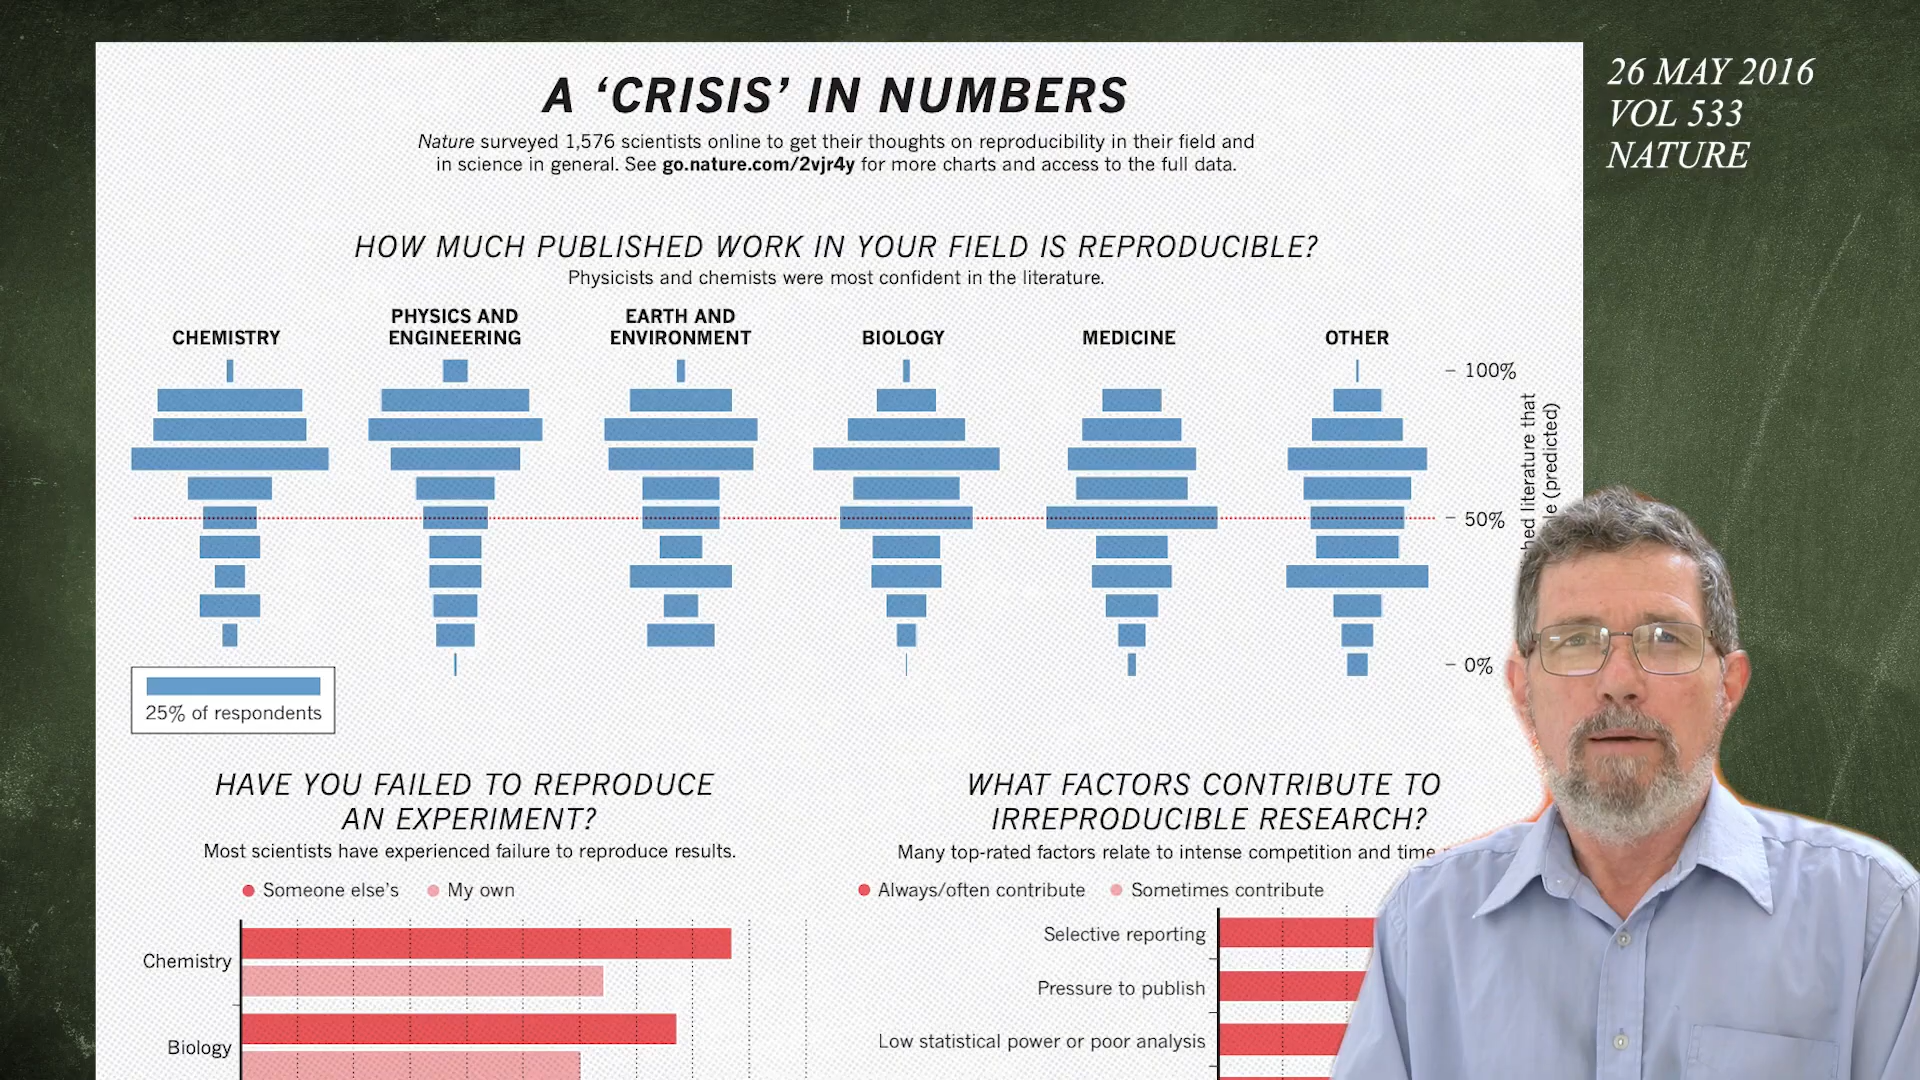 A ‘CRISIS’ IN NUMBERS
Nature surveyed 1,576 scientists online to get their thoughts on reproducibility in their field and
in science in general. See go.nature.com/2vjr4y for more charts and access to the full data.
26 MAY 2016
VOL 533
NATURE
HOW MUCH PUBLISHED WORK IN YOUR FIELD IS REPRODUCIBLE?
Physicists and chemists were most confident in the literature.
CHEMISTRY
PHYSICS AND
ENGINEERING
EARTH AND
ENVIRONMENT
BIOLOGY
MEDICINE
OTHER
100%
50%
0%
literature that
(predicted)
25% of respondents
HAVE YOU FAILED TO REPRODUCE
AN EXPERIMENT?
Most scientists have experienced failure to reproduce results.
Someone else’s
My own
Chemistry
Biology
WHAT FACTORS CONTRIBUTE TO
IRREPRODUCIBLE RESEARCH?
Many top-rated factors relate to intense competition and time
Always/often contribute
Sometimes contribute
Selective reporting
Pressure to publish
Low statistical power or poor analysis